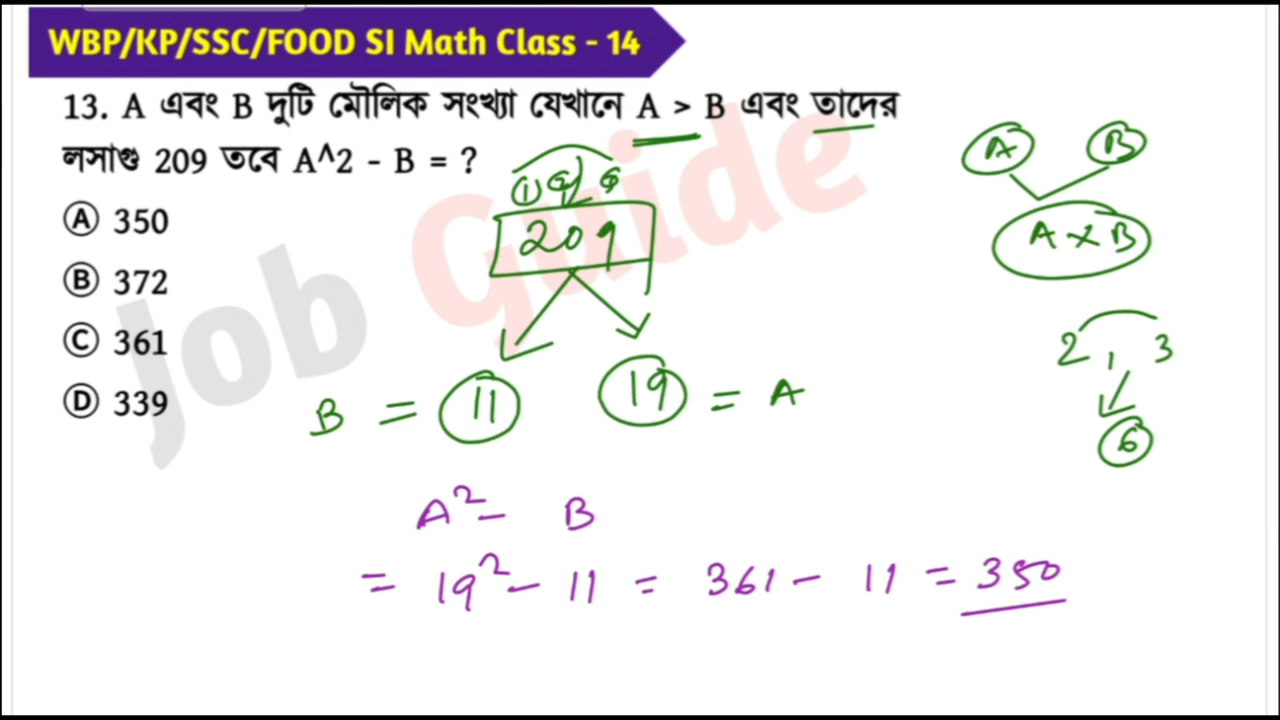 WBP/KP/SSC/FOOD SI Math Class - 14
13. A এবং B দুটি মৌলিক সংখ্যা যেখানে A > B এবং তাদের
লসাগু 209 তবে A^2 - B = ?
Ⓐ 350
Ⓑ 372
Ⓒ 361
Ⓓ 339
Job Guide
209
A B
A × B
2, 3
6
B = 11 19 = A
A² - B
= 19² - 11 = 361 - 11 = 350